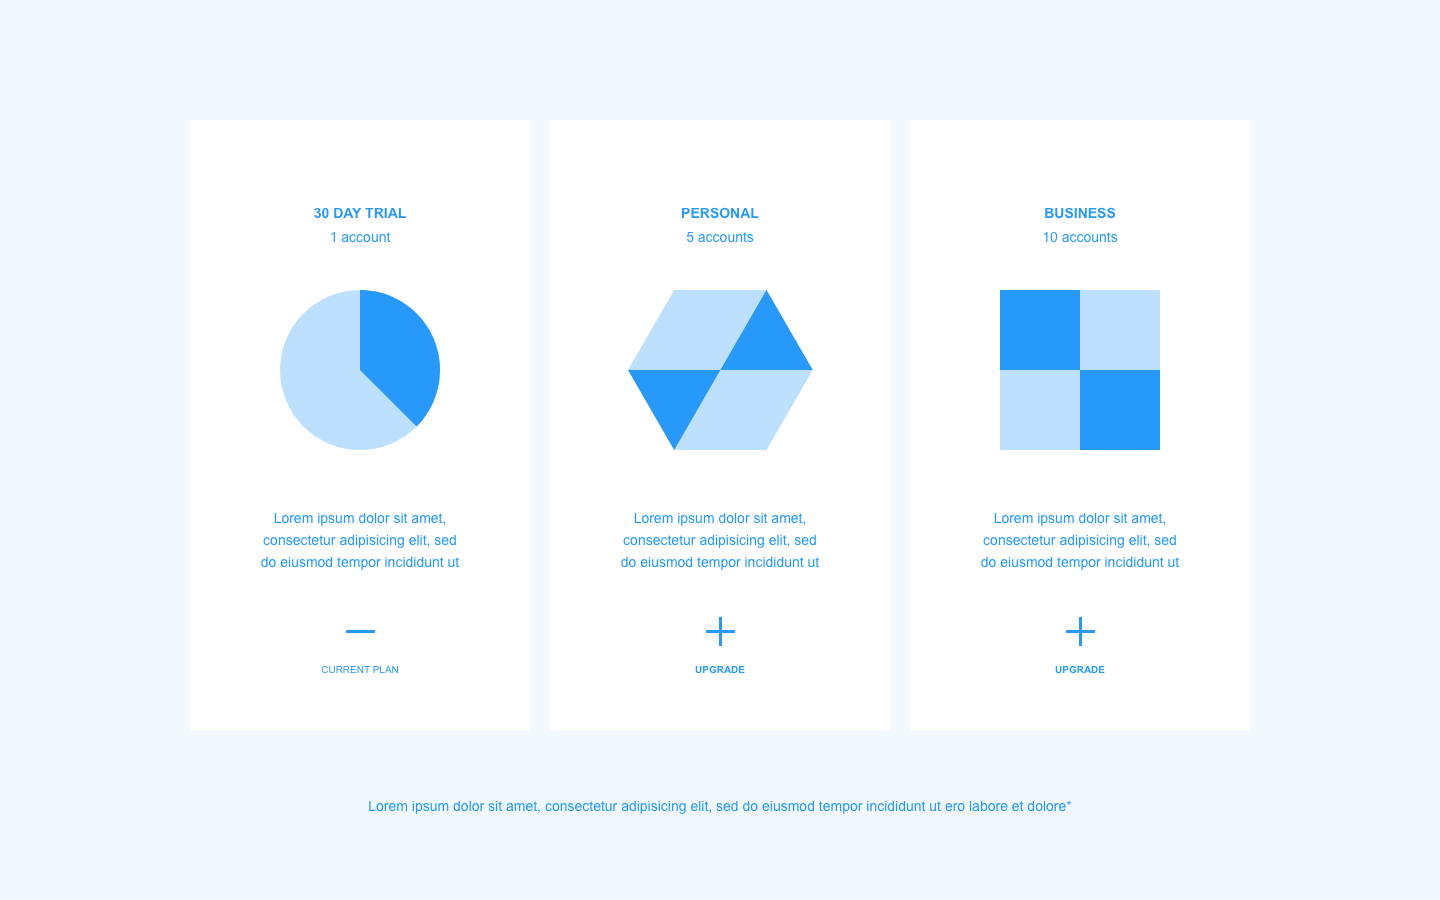 30 DAY TRIAL
1 account
Lorem ipsum dolor sit amet,
consectetur adipisicing elit, sed
do eiusmod tempor incididunt ut
CURRENT PLAN
PERSONAL
5 accounts
Lorem ipsum dolor sit amet,
consectetur adipisicing elit, sed
do eiusmod tempor incididunt ut
UPGRADE
BUSINESS
10 accounts
Lorem ipsum dolor sit amet,
consectetur adipisicing elit, sed
do eiusmod tempor incididunt ut
UPGRADE
Lorem ipsum dolor sit amet, consectetur adipisicing elit, sed do eiusmod tempor incididunt ut ero labore et dolore*